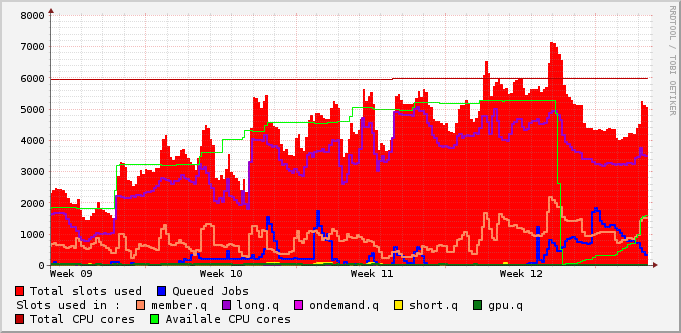 8000
7000
6000
5000
4000
3000
2000
1000
0
Week 09 Week 10 Week 11 Week 12
RRDTOOL / TOBI OETIKER
Total slots used Queued Jobs
Slots used in : member.q long.q ondemand.q short.q gpu.q
Total CPU cores Availale CPU cores